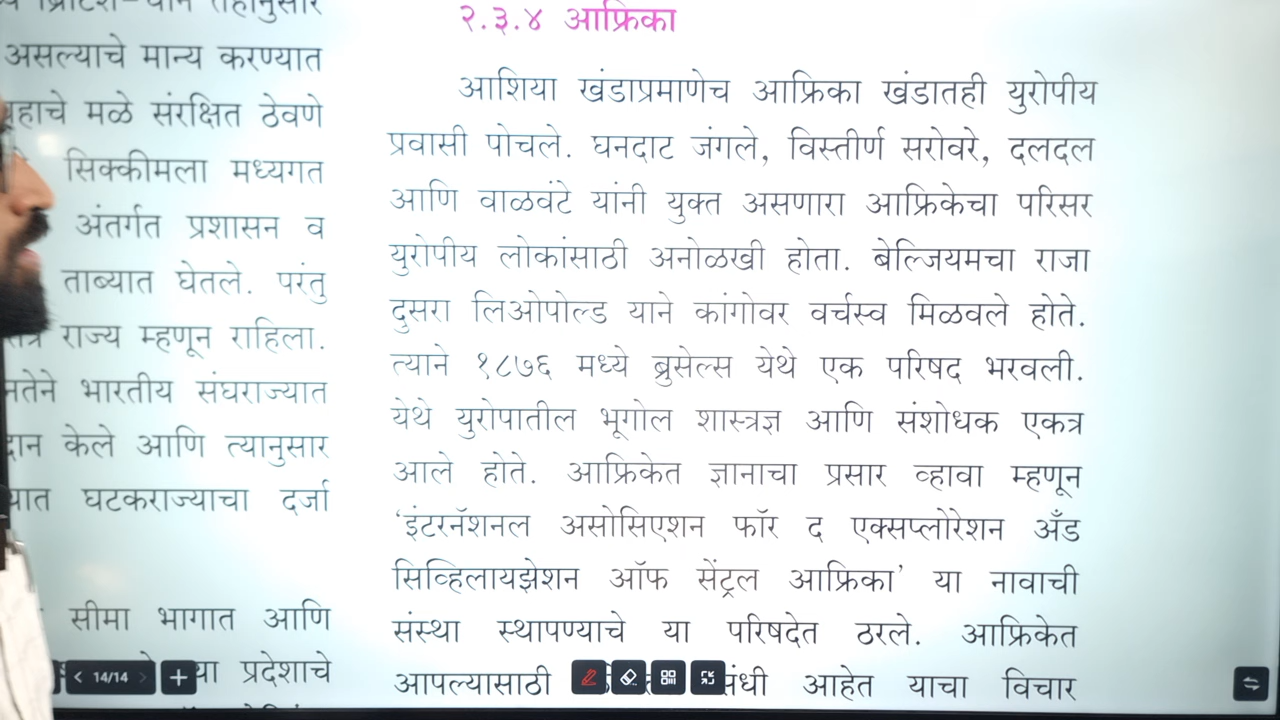 असल्याचे मान्य करण्यात
मळे संरक्षित ठेवणे
सिक्कीमला मध्यगत
अंतर्गत प्रशासन व
ताब्यात घेतले. परंतु
राज्य म्हणून राहिला.
भारतीय संघराज्यात
केले आणि त्यानुसार
घटकराज्याचा दर्जा
सीमा भागात आणि
या प्रदेशाचे
२.३.४ आफ्रिका
आशिया खंडाप्रमाणेच आफ्रिका खंडातही युरोपीय
प्रवासी पोचले. घनदाट जंगले, विस्तीर्ण सरोवरे, दलदल
आणि वाळवंटे यांनी युक्त असणारा आफ्रिकेचा परिसर
युरोपीय लोकांसाठी अनोळखी होता. बेल्जियमचा राजा
दुसरा लिओपोल्ड याने कांगोवर वर्चस्व मिळवले होते.
त्याने १८७६ मध्ये ब्रुसेल्स येथे एक परिषद भरवली.
येथे युरोपातील भूगोल शास्त्रज्ञ आणि संशोधक एकत्र
आले होते. आफ्रिकेत ज्ञानाचा प्रसार व्हावा म्हणून
‘इंटरनॅशनल असोसिएशन फॉर द एक्सप्लोरेशन अँड
सिव्हिलायझेशन ऑफ सेंट्रल आफ्रिका’ या नावाची
संस्था स्थापण्याचे या परिषदेत ठरले. आफ्रिकेत
आपल्यासाठी संधी आहेत याचा विचार
14/14